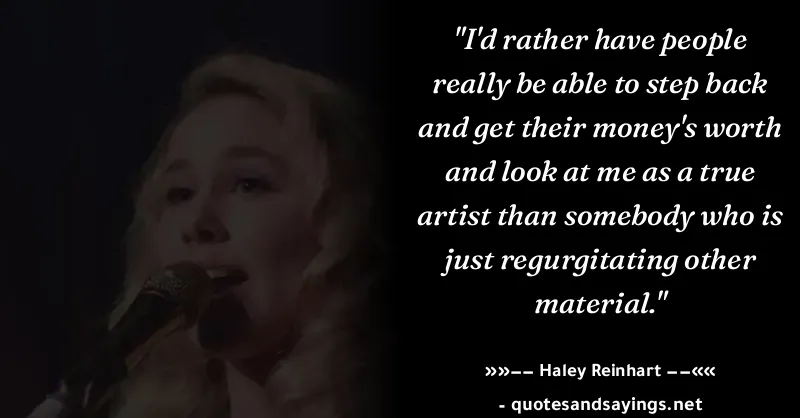 "I'd rather have people
really be able to step back
and get their money's worth
and look at me as a true
artist than somebody who is
just regurgitating other
material."
»»−− Haley Reinhart −−««
- quotesandsayings.net